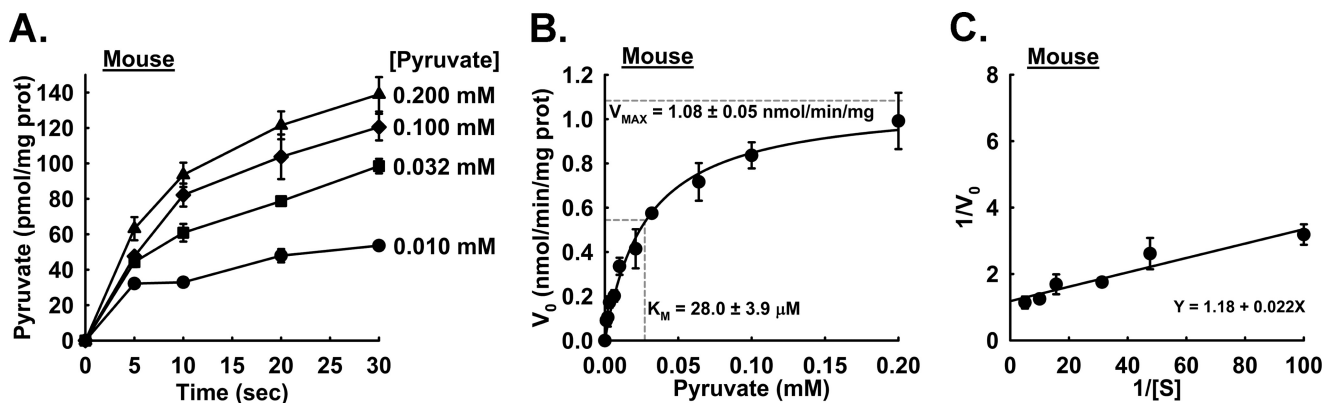 A.
Mouse
[Pyruvate]
Pyruvate (pmol/mg prot)
140
120
100
80
60
40
20
0
0.200 mM
0.100 mM
0.032 mM
0.010 mM
0 5 10 20 30
Time (sec)
B.
Mouse
V0 (nmol/min/mg prot)
1.2
1.0
0.8
0.6
0.4
0.2
0.0
VMAX = 1.08 ± 0.05 nmol/min/mg
KM = 28.0 ± 3.9 μM
0.00 0.05 0.10 0.15 0.20
Pyruvate (mM)
C.
Mouse
1/V0
8
6
4
2
0
Y = 1.18 + 0.022X
0 20 40 60 80 100
1/[S]